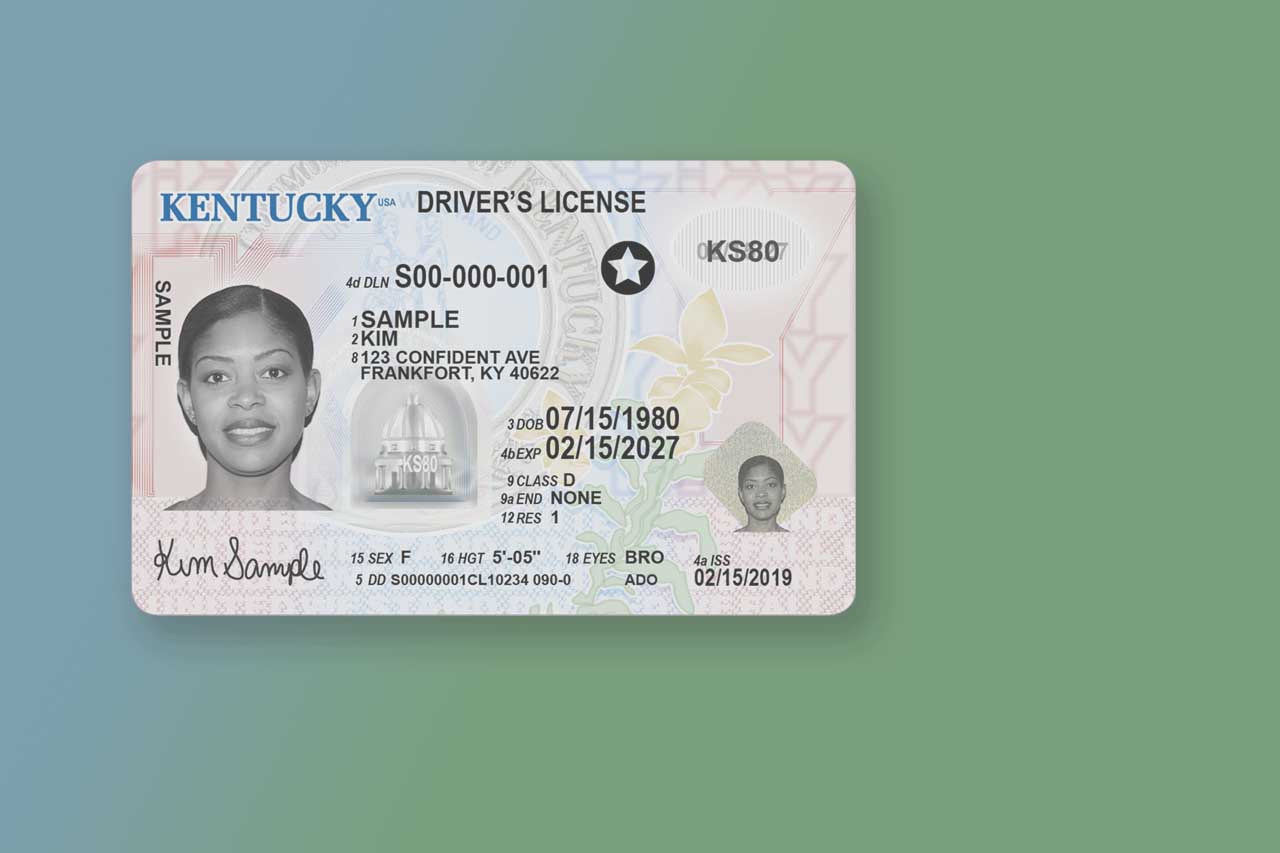 KENTUCKY USA DRIVER'S LICENSE
KS80
4d DLN S00-000-001
SAMPLE
1 SAMPLE
2 KIM
8 123 CONFIDENT AVE
FRANKFORT, KY 40622
3 DOB 07/15/1980
4b EXP 02/15/2027
KS80
9 CLASS D
9a END NONE
12 RES 1
Kim Sample
15 SEX F 16 HGT 5'-05" 18 EYES BRO
4a ISS
5 DD S00000001CL10234 090-0 ADO 02/15/2019